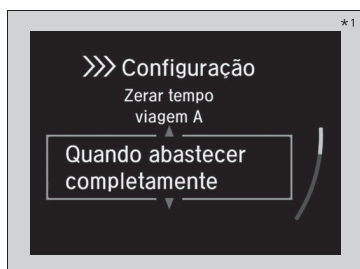 *1
>>> Configuração
Zerar tempo
viagem A
Quando abastecer
completamente